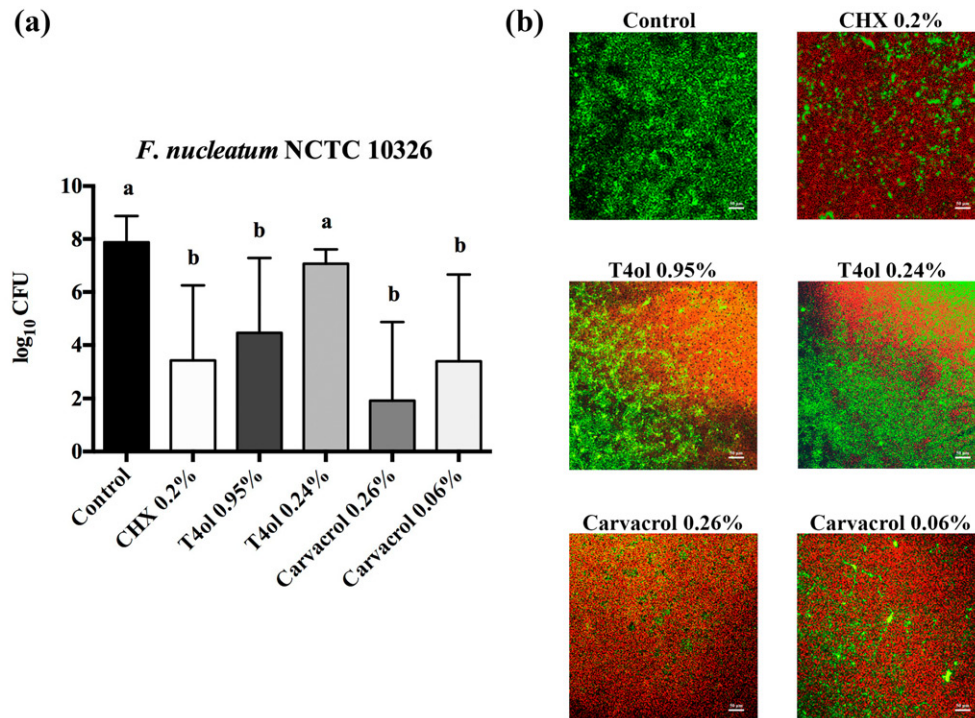 (a)
F. nucleatum NCTC 10326
log10 CFU
10
8
6
4
2
0
a
b
b
a
b
b
Control
CHX 0.2%
T4ol 0.95%
T4ol 0.24%
Carvacrol 0.26%
Carvacrol 0.06%
(b)
Control
CHX 0.2%
T4ol 0.95%
T4ol 0.24%
Carvacrol 0.26%
Carvacrol 0.06%